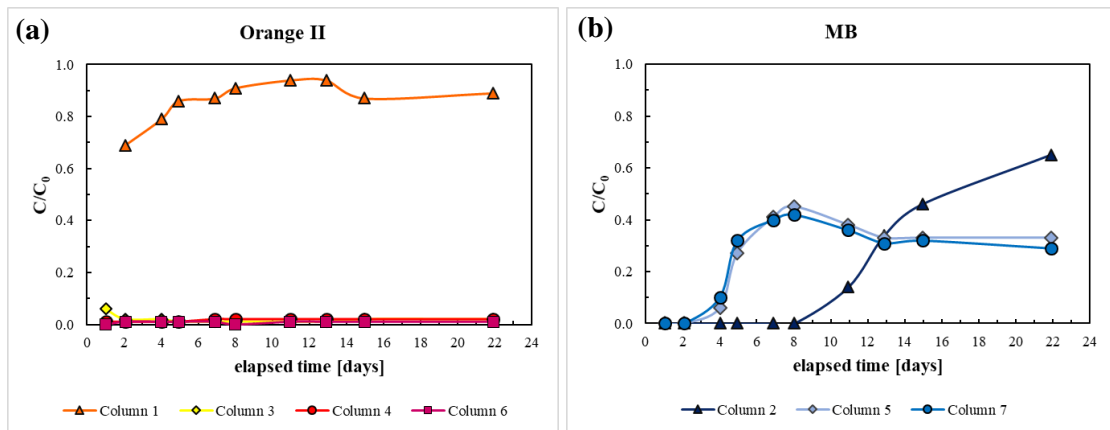 (a)
Orange II
1.0
0.8
0.6
0.4
0.2
0.0
C/C₀
0 2 4 6 8 10 12 14 16 18 20 22 24
elapsed time [days]
Column 1 Column 3 Column 4 Column 6
(b)
MB
1.0
0.8
0.6
0.4
0.2
0.0
C/C₀
0 2 4 6 8 10 12 14 16 18 20 22 24
elapsed time [days]
Column 2 Column 5 Column 7